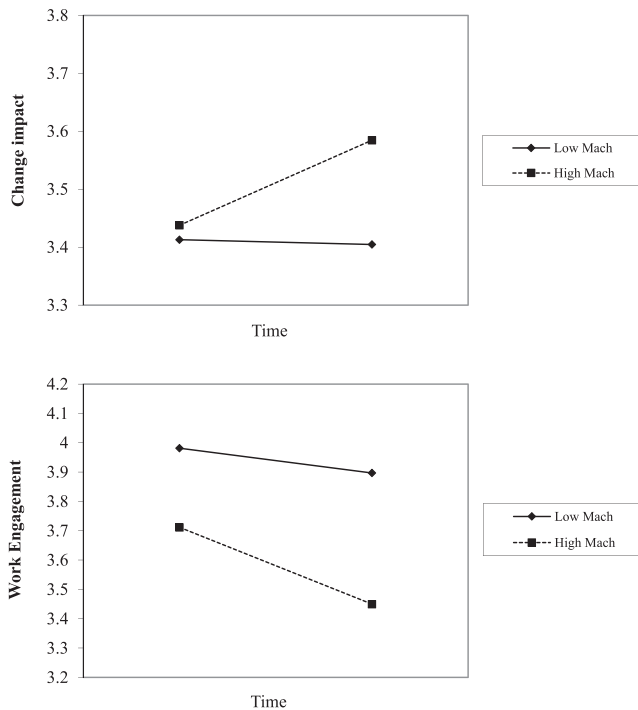 3.8
3.7
3.6
3.5
3.4
3.3
Change impact
Time
Low Mach
High Mach
4.2
4.1
4
3.9
3.8
3.7
3.6
3.5
3.4
3.3
3.2
Work Engagement
Time
Low Mach
High Mach